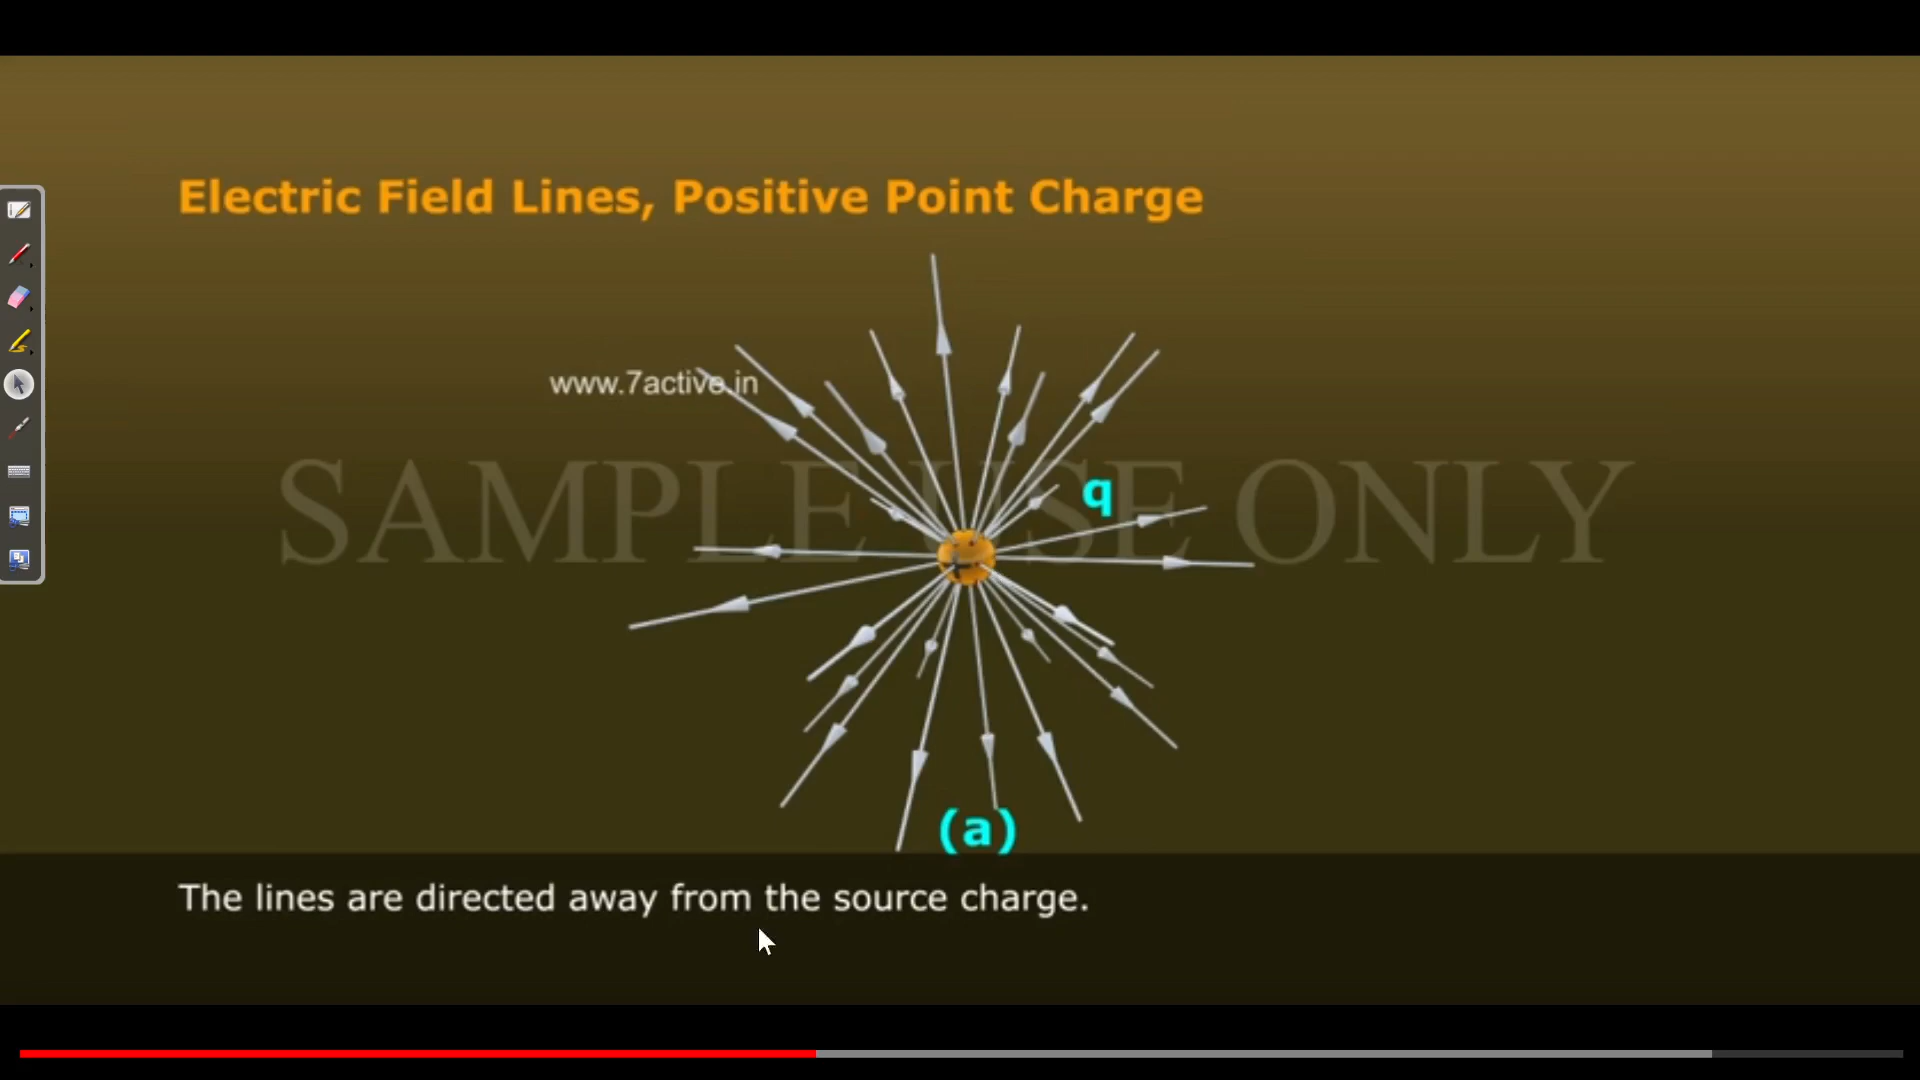 Electric Field Lines, Positive Point Charge
www.7active.in
SAMPLE USE ONLY
q
(a)
The lines are directed away from the source charge.